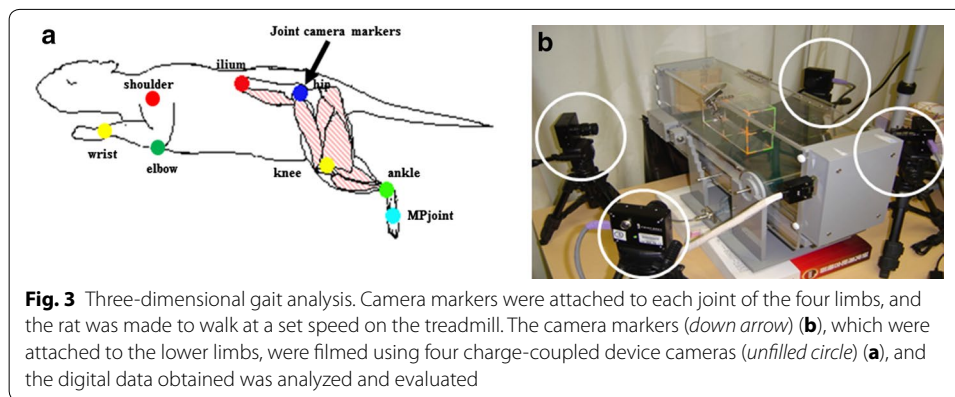 a
Joint camera markers
ilium
hip
shoulder
wrist
elbow
knee
ankle
MPjoint
b
Fig. 3 Three-dimensional gait analysis. Camera markers were attached to each joint of the four limbs, and
the rat was made to walk at a set speed on the treadmill. The camera markers (down arrow) (b), which were
attached to the lower limbs, were filmed using four charge-coupled device cameras (unfilled circle) (a), and
the digital data obtained was analyzed and evaluated